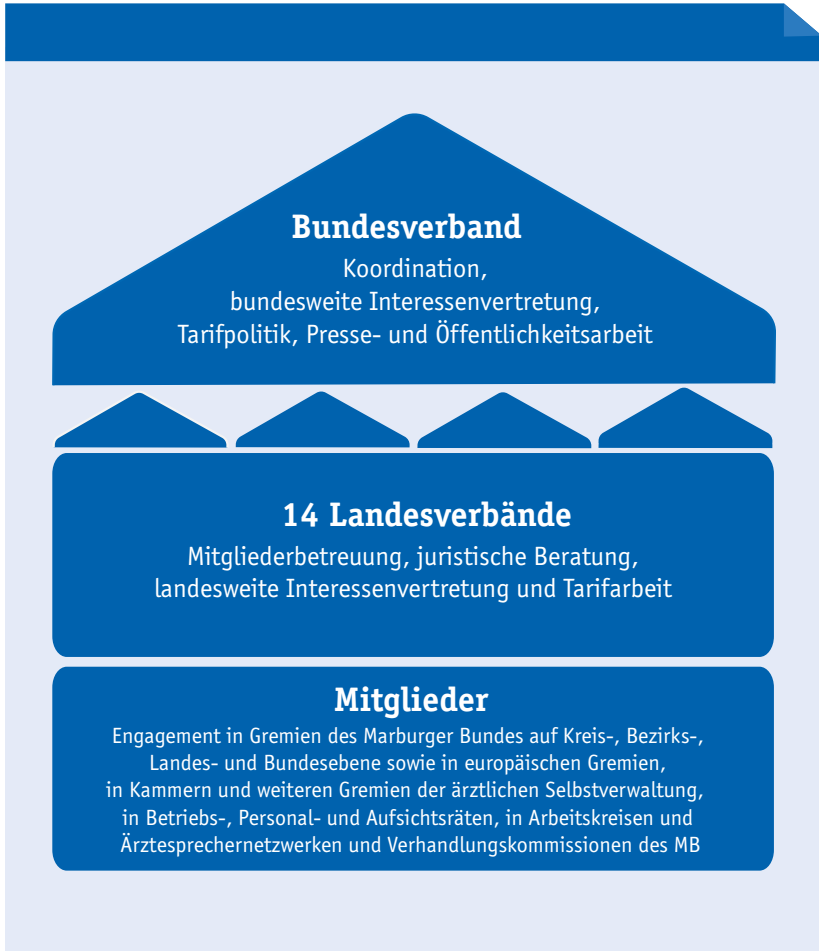 Bundesverband
Koordination,
bundesweite Interessenvertretung,
Tarifpolitik, Presse- und Öffentlichkeitsarbeit
14 Landesverbände
Mitgliederbetreuung, juristische Beratung,
landesweite Interessenvertretung und Tarifarbeit
Mitglieder
Engagement in Gremien des Marburger Bundes auf Kreis-, Bezirks-,
Landes- und Bundesebene sowie in europäischen Gremien,
in Kammern und weiteren Gremien der ärztlichen Selbstverwaltung,
in Betriebs-, Personal- und Aufsichtsräten, in Arbeitskreisen und
Ärztesprechernetzwerken und Verhandlungskommissionen des MB